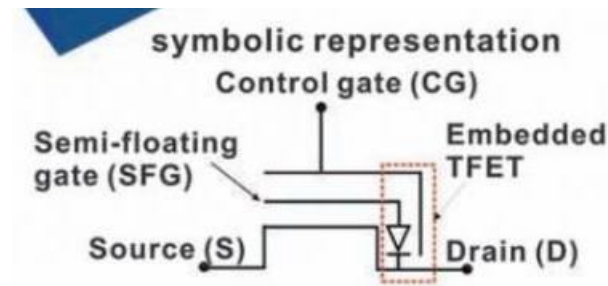 symbolic representation
Control gate (CG)
Semi-floating
gate (SFG)
Embedded
TFET
Source (S)
Drain (D)